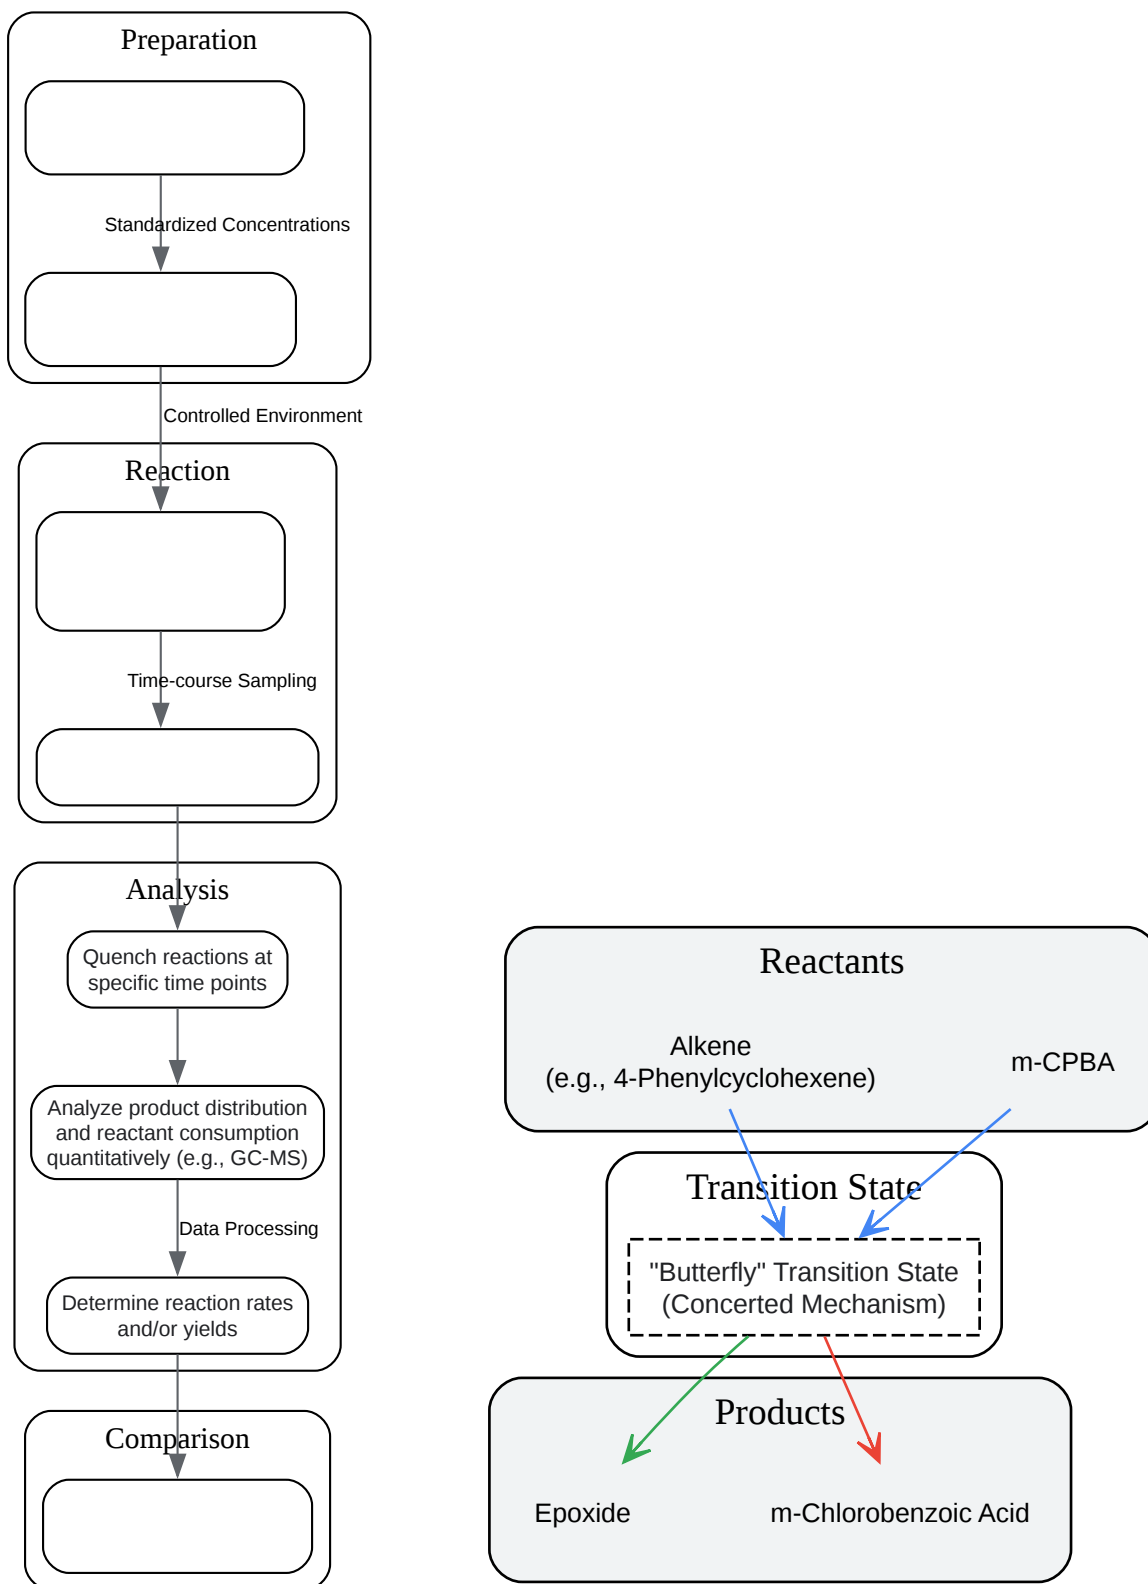 Preparation
Standardized Concentrations
Controlled Environment
Reaction
Time-course Sampling
Analysis
Quench reactions at
specific time points
Analyze product distribution
and reactant consumption
quantitatively (e.g., GC-MS)
Data Processing
Determine reaction rates
and/or yields
Comparison
Reactants
Alkene
(e.g., 4-Phenylcyclohexene)
m-CPBA
Transition State
"Butterfly" Transition State
(Concerted Mechanism)
Products
Epoxide
m-Chlorobenzoic Acid